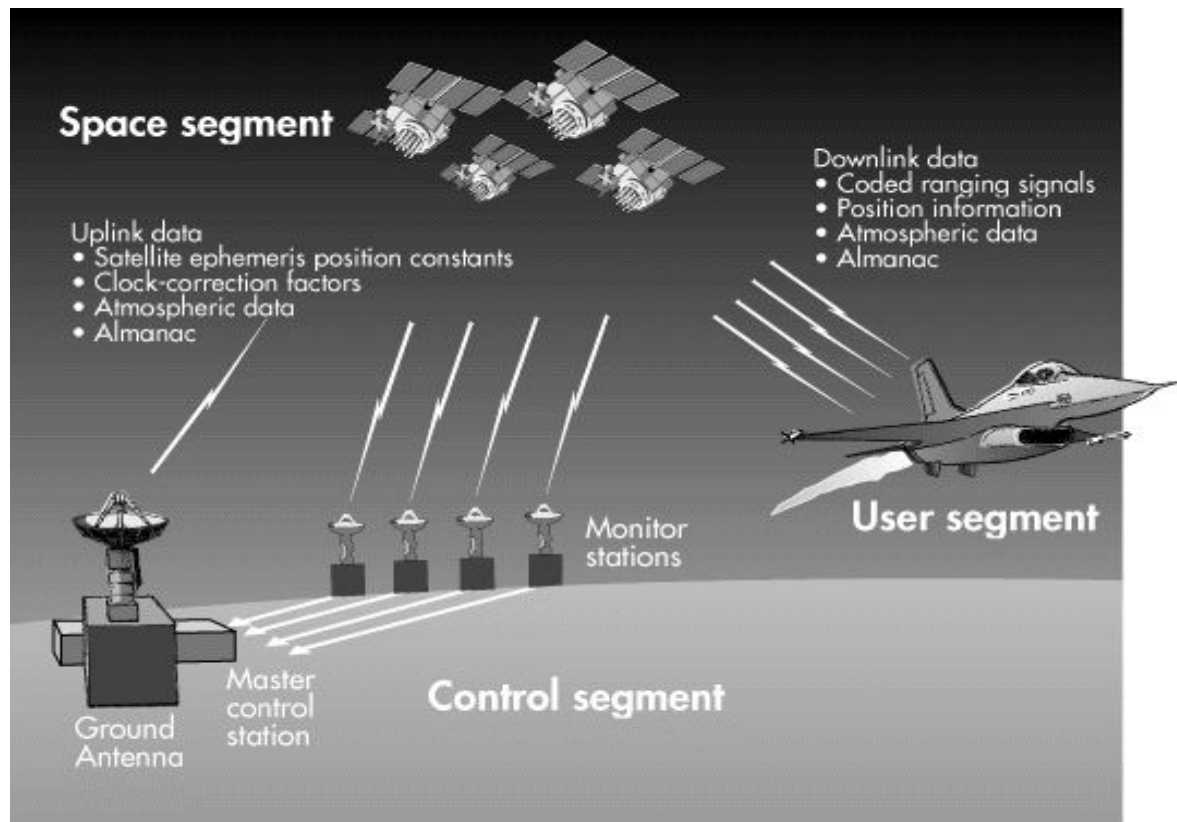 Space segment
Downlink data
• Coded ranging signals
• Position information
• Atmospheric data
• Almanac
Uplink data
• Satellite ephemeris position constants
• Clock-correction factors
• Atmospheric data
• Almanac
User segment
Monitor
stations
Control segment
Master
control
station
Ground
Antenna